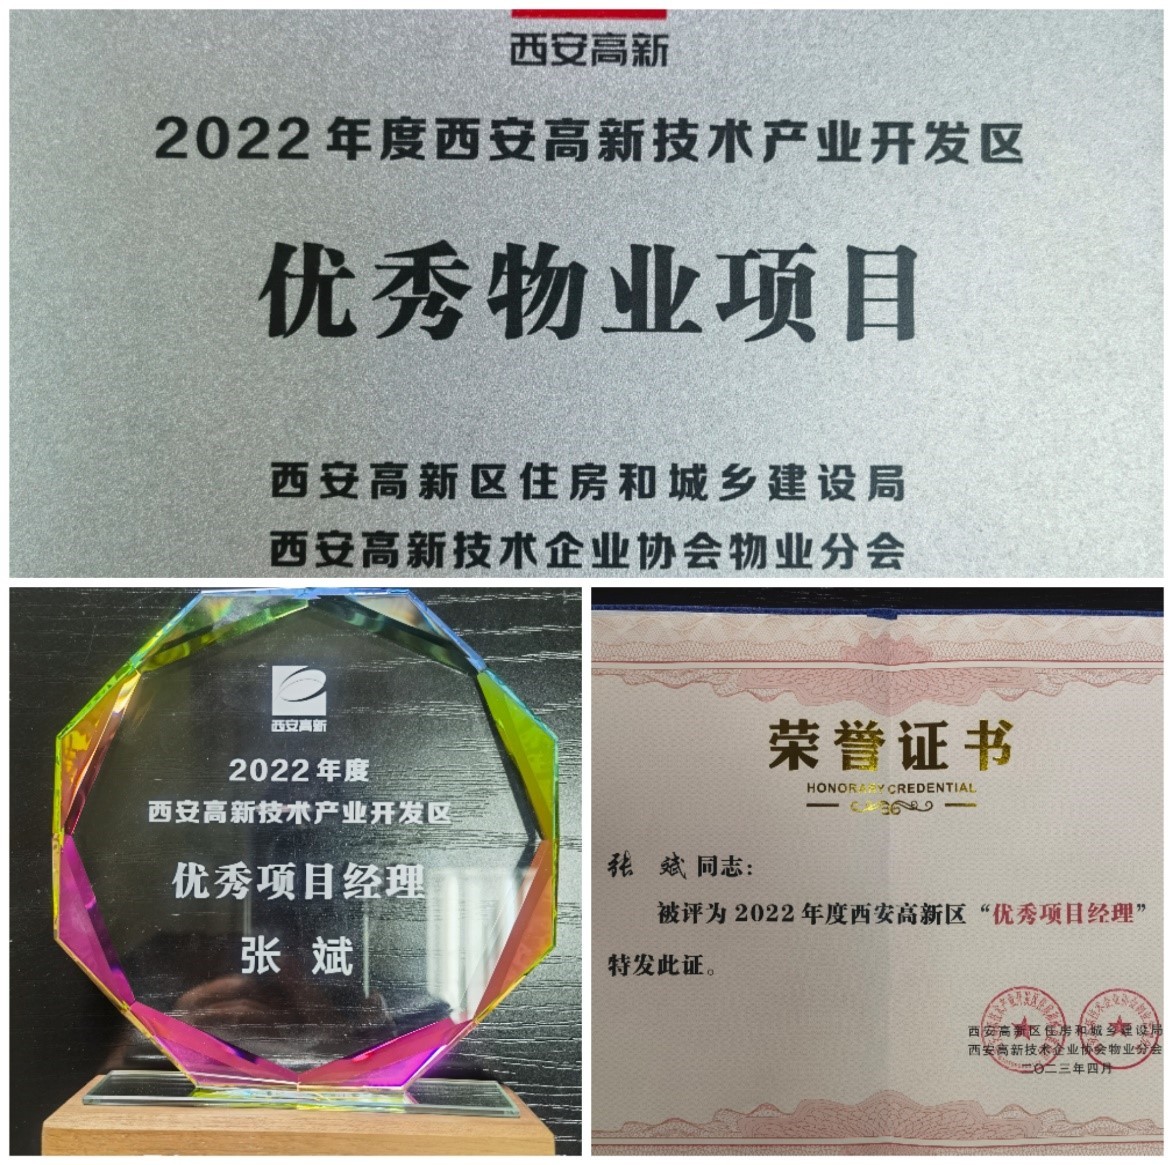 西安高新
2022年度西安高新技术产业开发区
优秀物业项目
西安高新区住房和城乡建设局
西安高新技术企业协会物业分会
西安高新
2022年度
西安高新技术产业开发区
优秀项目经理
张 斌
荣誉证书
HONORARY CREDENTIAL
张 斌 同志：
被评为2022年度西安高新区“优秀项目经理”
特发此证。
西安高新区住房和城乡建设局
西安高新技术企业协会物业分会
二〇二三年四月